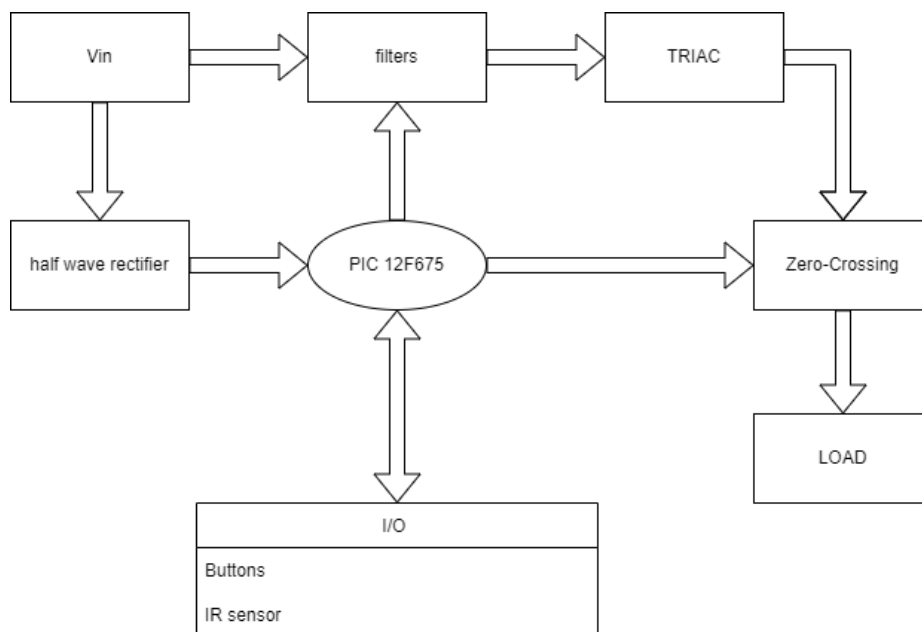 Vin
filters
TRIAC
half wave rectifier
PIC 12F675
Zero-Crossing
LOAD
I/O
Buttons
IR sensor